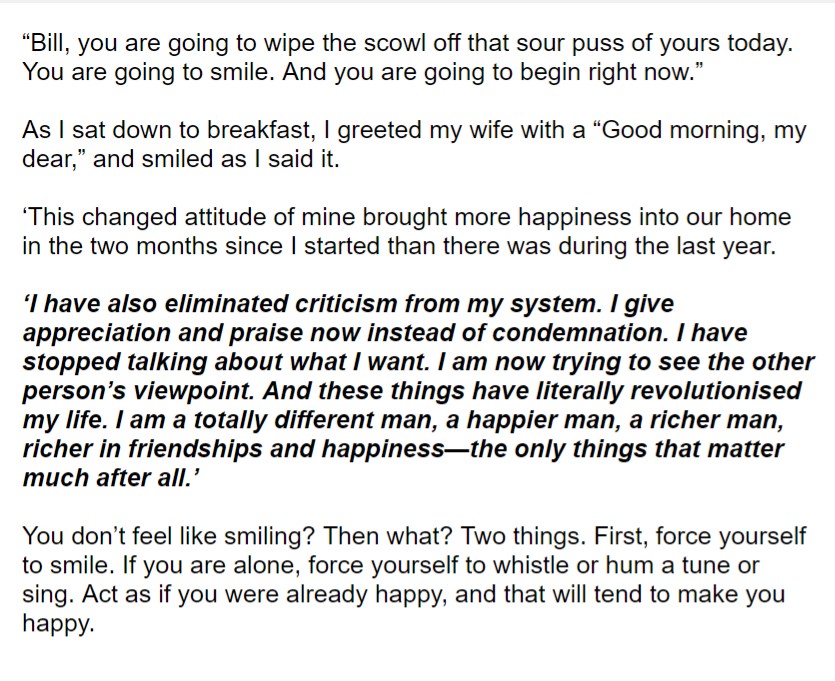 “Bill, you are going to wipe the scowl off that sour puss of yours today.
You are going to smile. And you are going to begin right now.”
As I sat down to breakfast, I greeted my wife with a “Good morning, my
dear,” and smiled as I said it.
‘This changed attitude of mine brought more happiness into our home
in the two months since I started than there was during the last year.
‘I have also eliminated criticism from my system. I give
appreciation and praise now instead of condemnation. I have
stopped talking about what I want. I am now trying to see the other
person’s viewpoint. And these things have literally revolutionised
my life. I am a totally different man, a happier man, a richer man,
richer in friendships and happiness—the only things that matter
much after all.’
You don’t feel like smiling? Then what? Two things. First, force yourself
to smile. If you are alone, force yourself to whistle or hum a tune or
sing. Act as if you were already happy, and that will tend to make you
happy.